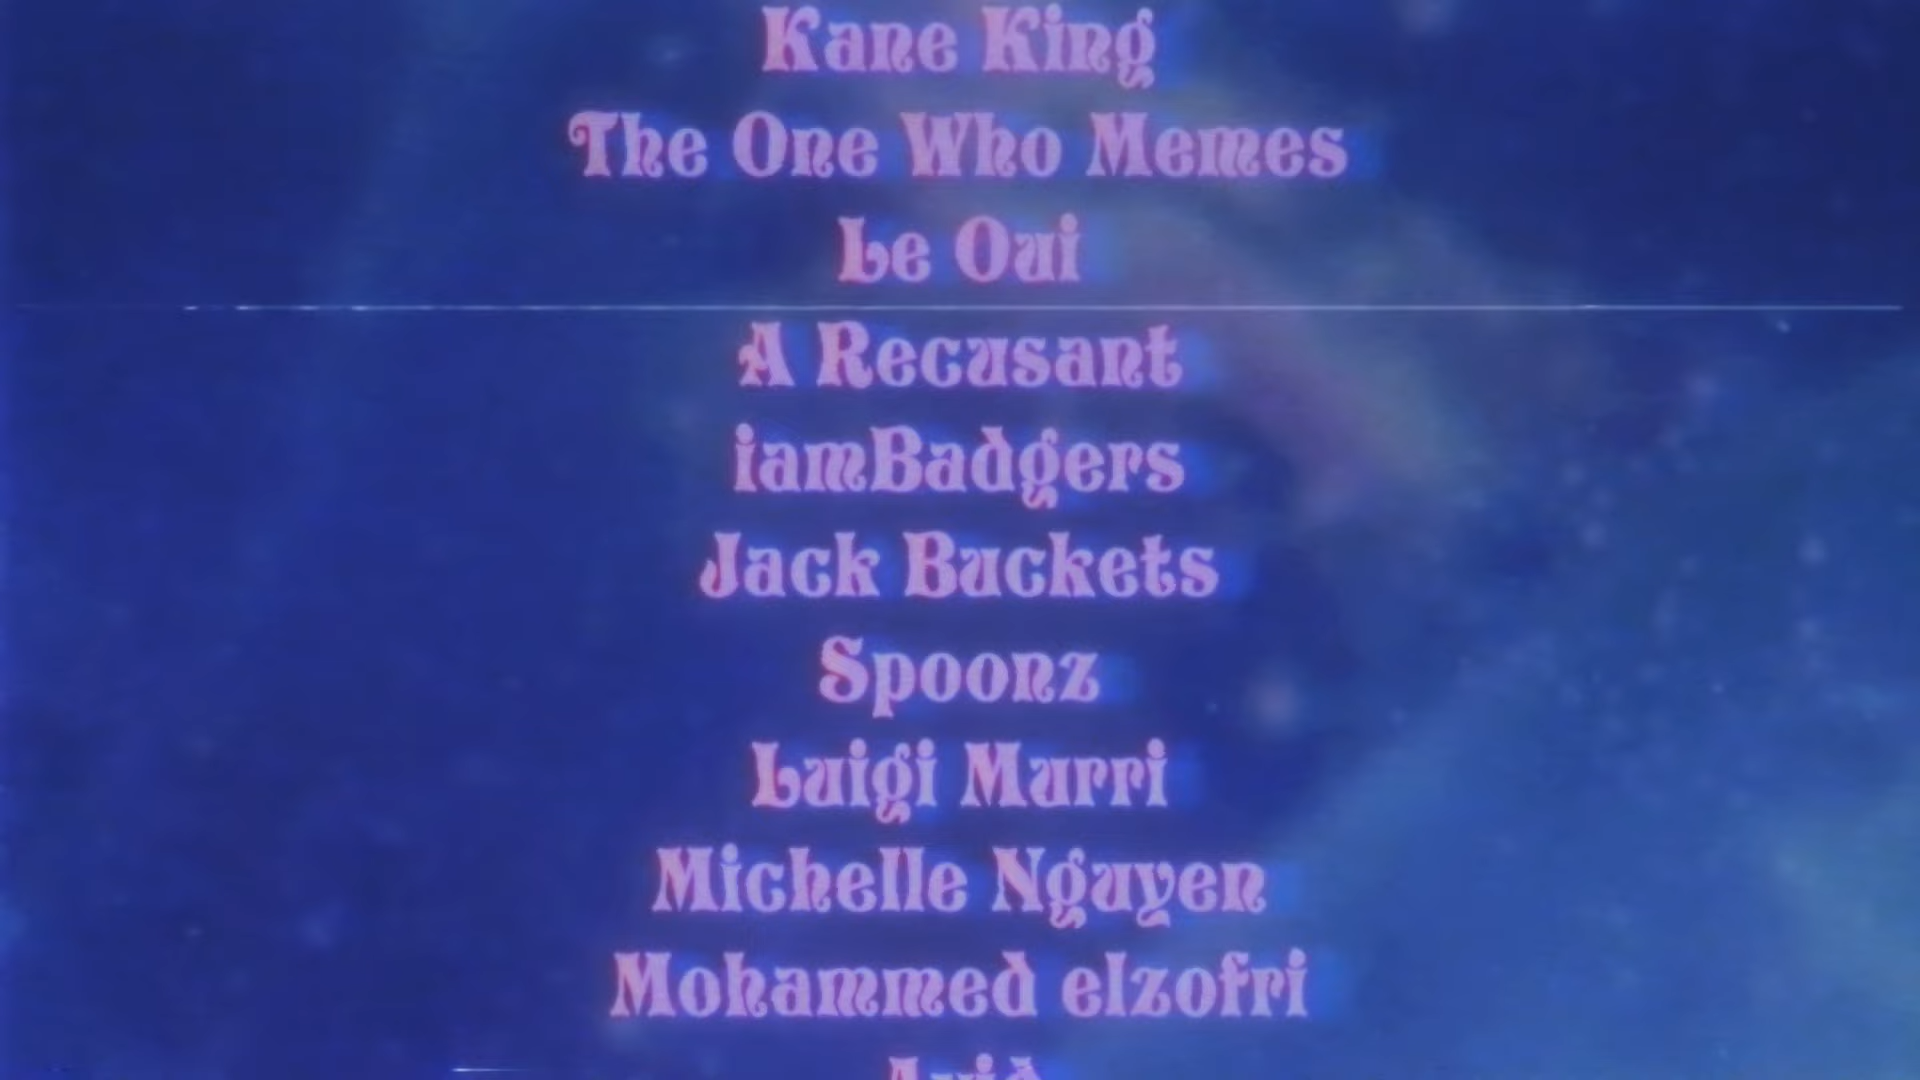 Kane King
The One Who Memes
Le Oui
A Recusant
iamBadgers
Jack Buckets
Spoonz
Luigi Murri
Michelle Nguyen
Mohammed elzofri